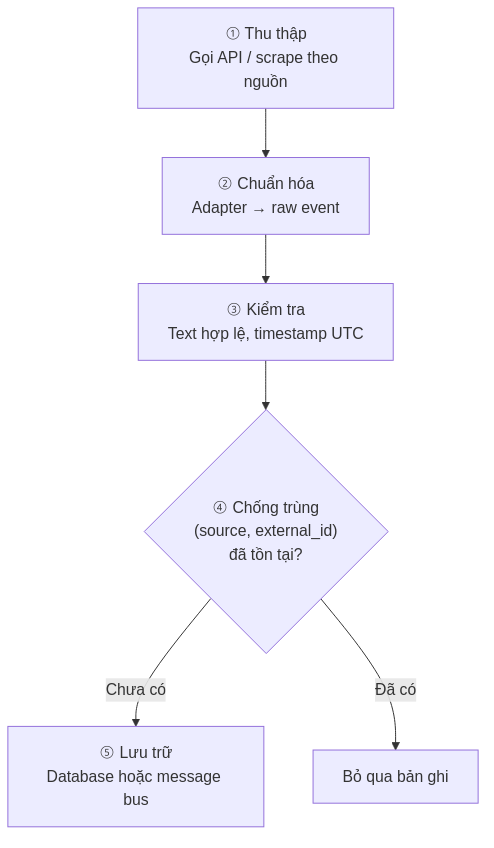 ① Thu thập
Gọi API / scrape theo
nguồn
② Chuẩn hóa
Adapter → raw event
③ Kiểm tra
Text hợp lệ, timestamp UTC
④ Chống trùng
(source, external_id)
đã tồn tại?
Chưa có
Đã có
⑤ Lưu trữ
Database hoặc message
bus
Bỏ qua bản ghi